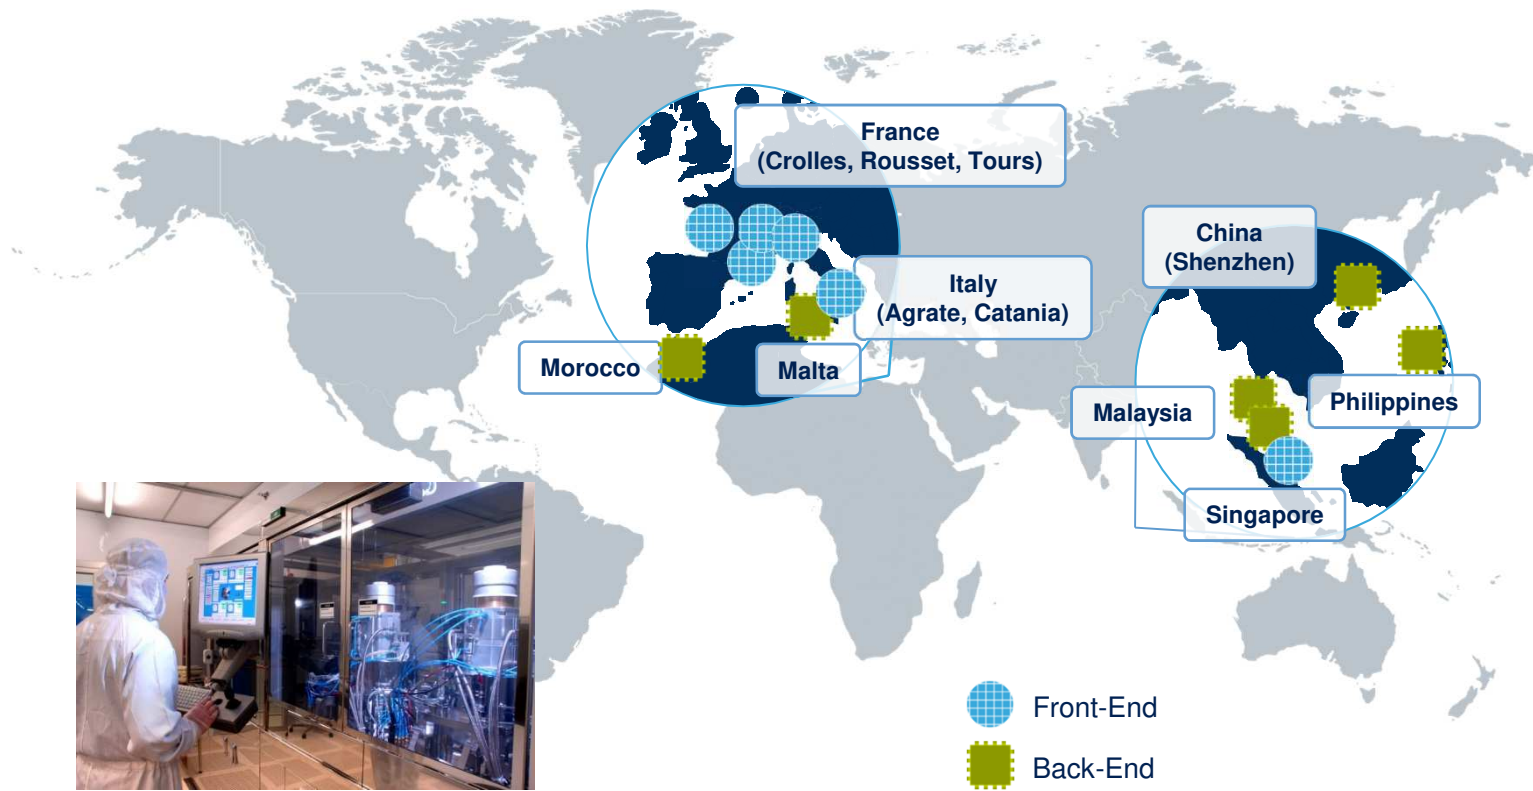 France
(Crolles, Rousset, Tours)
China
(Shenzhen)
Italy
(Agrate, Catania)
Morocco
Malta
Malaysia
Philippines
Singapore
Front-End
Back-End